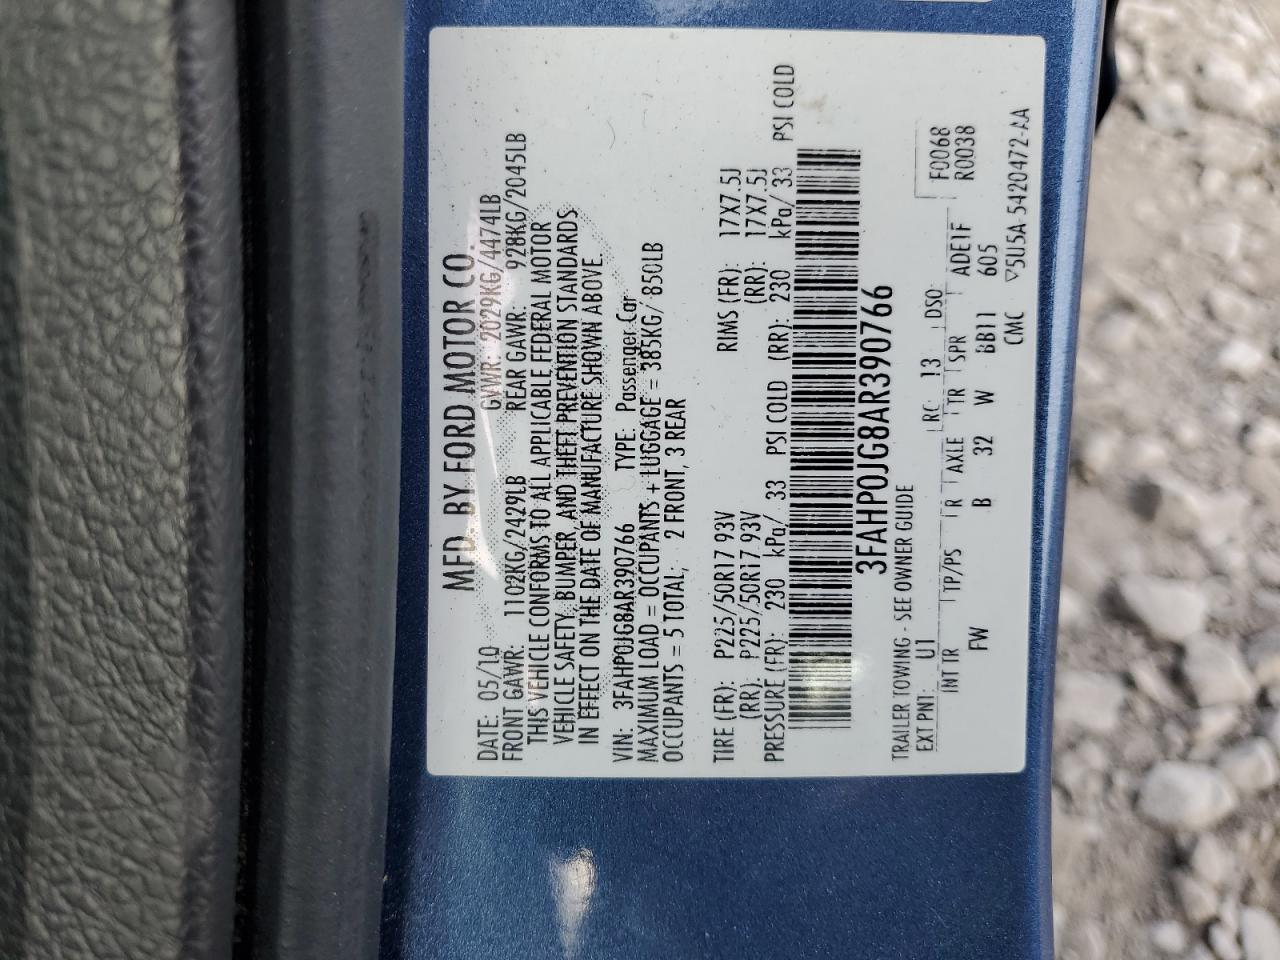 MFD. BY FORD MOTOR CO.
DATE: 05/10 GVWR: 2029KG/4474LB
FRONT GAWR: 1102KG/2429LB REAR GAWR: 928KG/2045LB
THIS VEHICLE CONFORMS TO ALL APPLICABLE FEDERAL MOTOR
VEHICLE SAFETY, BUMPER, AND THEFT PREVENTION STANDARDS
IN EFFECT ON THE DATE OF MANUFACTURE SHOWN ABOVE.
VIN: 3FAHP0JG8AR390766 TYPE: Passenger Car
MAXIMUM LOAD = OCCUPANTS + LUGGAGE = 385KG/ 850LB
OCCUPANTS = 5 TOTAL; 2 FRONT, 3 REAR
TIRE (FR): P225/50R17 93V RIMS (FR): 17X7.5J
(RR): P225/50R17 93V (RR): 17X7.5J
PRESSURE (FR): 230 kPa/ 33 PSI COLD (RR): 230 kPa/ 33 PSI COLD
3FAHP0JG8AR390766
TRAILER TOWING - SEE OWNER GUIDE F0068
EXT PNT: U1 RC: 13 DSO: R0038
INT TR TP/PS R AXLE TR SPR ADE1F
FW B 32 W BB11 605
CMC ▽5U5A-5420472-AA